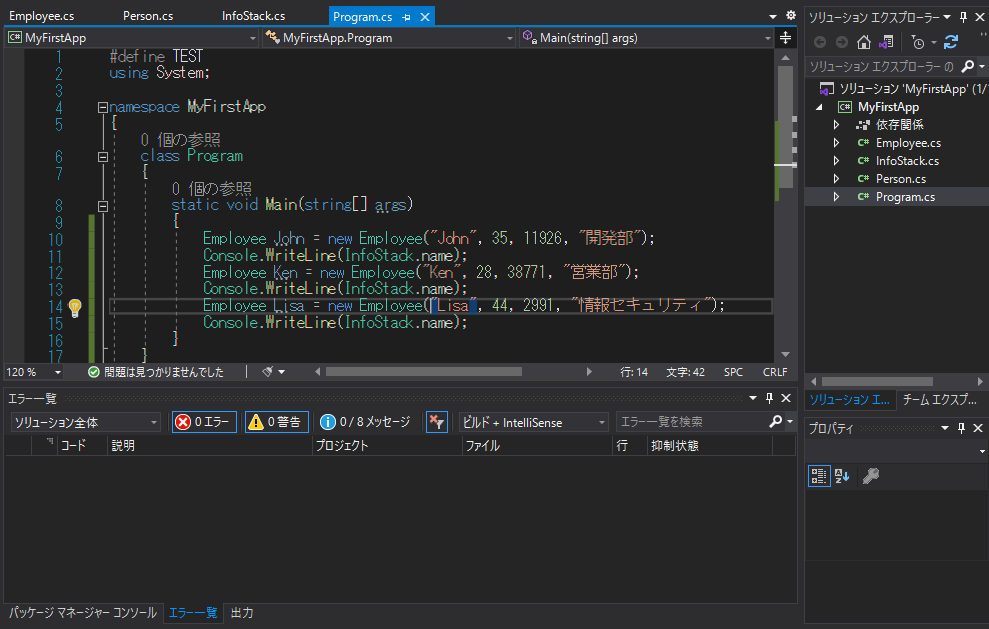 Employee.cs Person.cs InfoStack.cs Program.cs
MyFirstApp MyFirstApp.Program Main(string[] args)
1 #define TEST
2 using System;
3
4 namespace MyFirstApp
5 {
0 個の参照
6 class Program
7 {
0 個の参照
8 static void Main(string[] args)
9 {
10 Employee John = new Employee("John", 35, 11926, "開発部");
11 Console.WriteLine(InfoStack.name);
12 Employee Ken = new Employee("Ken", 28, 38771, "営業部");
13 Console.WriteLine(InfoStack.name);
14 Employee Lisa = new Employee("Lisa", 44, 2991, "情報セキュリティ");
15 Console.WriteLine(InfoStack.name);
16 }
17 }
120 % 問題は見つかりませんでした 行: 14 文字: 42 SPC CRLF
エラー一覧
ソリューション全体 0 エラー 0 警告 0 / 8 メッセージ ビルド + IntelliSense エラー一覧を検索
コード 説明 プロジェクト ファイル 行 抑制状態
パッケージ マネージャー コンソール エラー一覧 出力
ソリューション エクスプローラー
ソリューション エクスプローラー の
ソリューション 'MyFirstApp' (1/
MyFirstApp
依存関係
Employee.cs
InfoStack.cs
Person.cs
Program.cs
ソリューション エ... チーム エクスプ...
プロパティ